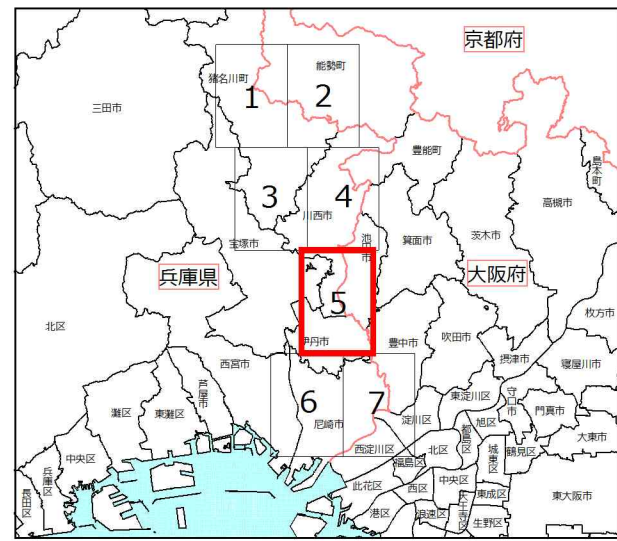 京都府
能勢町
猪名川町
1
2
三田市
豊能町
島本町
高槻市
3
4
川西市
池田市
箕面市
茨木市
宝塚市
兵庫県
大阪府
5
枚方市
北区
伊丹市
豊中市
吹田市
摂津市
寝屋川市
西宮市
芦屋市
6
7
東淀川区
守口市
門真市
灘区
東灘区
尼崎市
淀川区
旭区
都島区
大東市
中央区
西淀川区
北区
城東区
鶴見区
兵庫区
福島区
中央区
長田区
此花区
西区
東成区
天王寺区
東大阪市
港区
浪速区
生野区